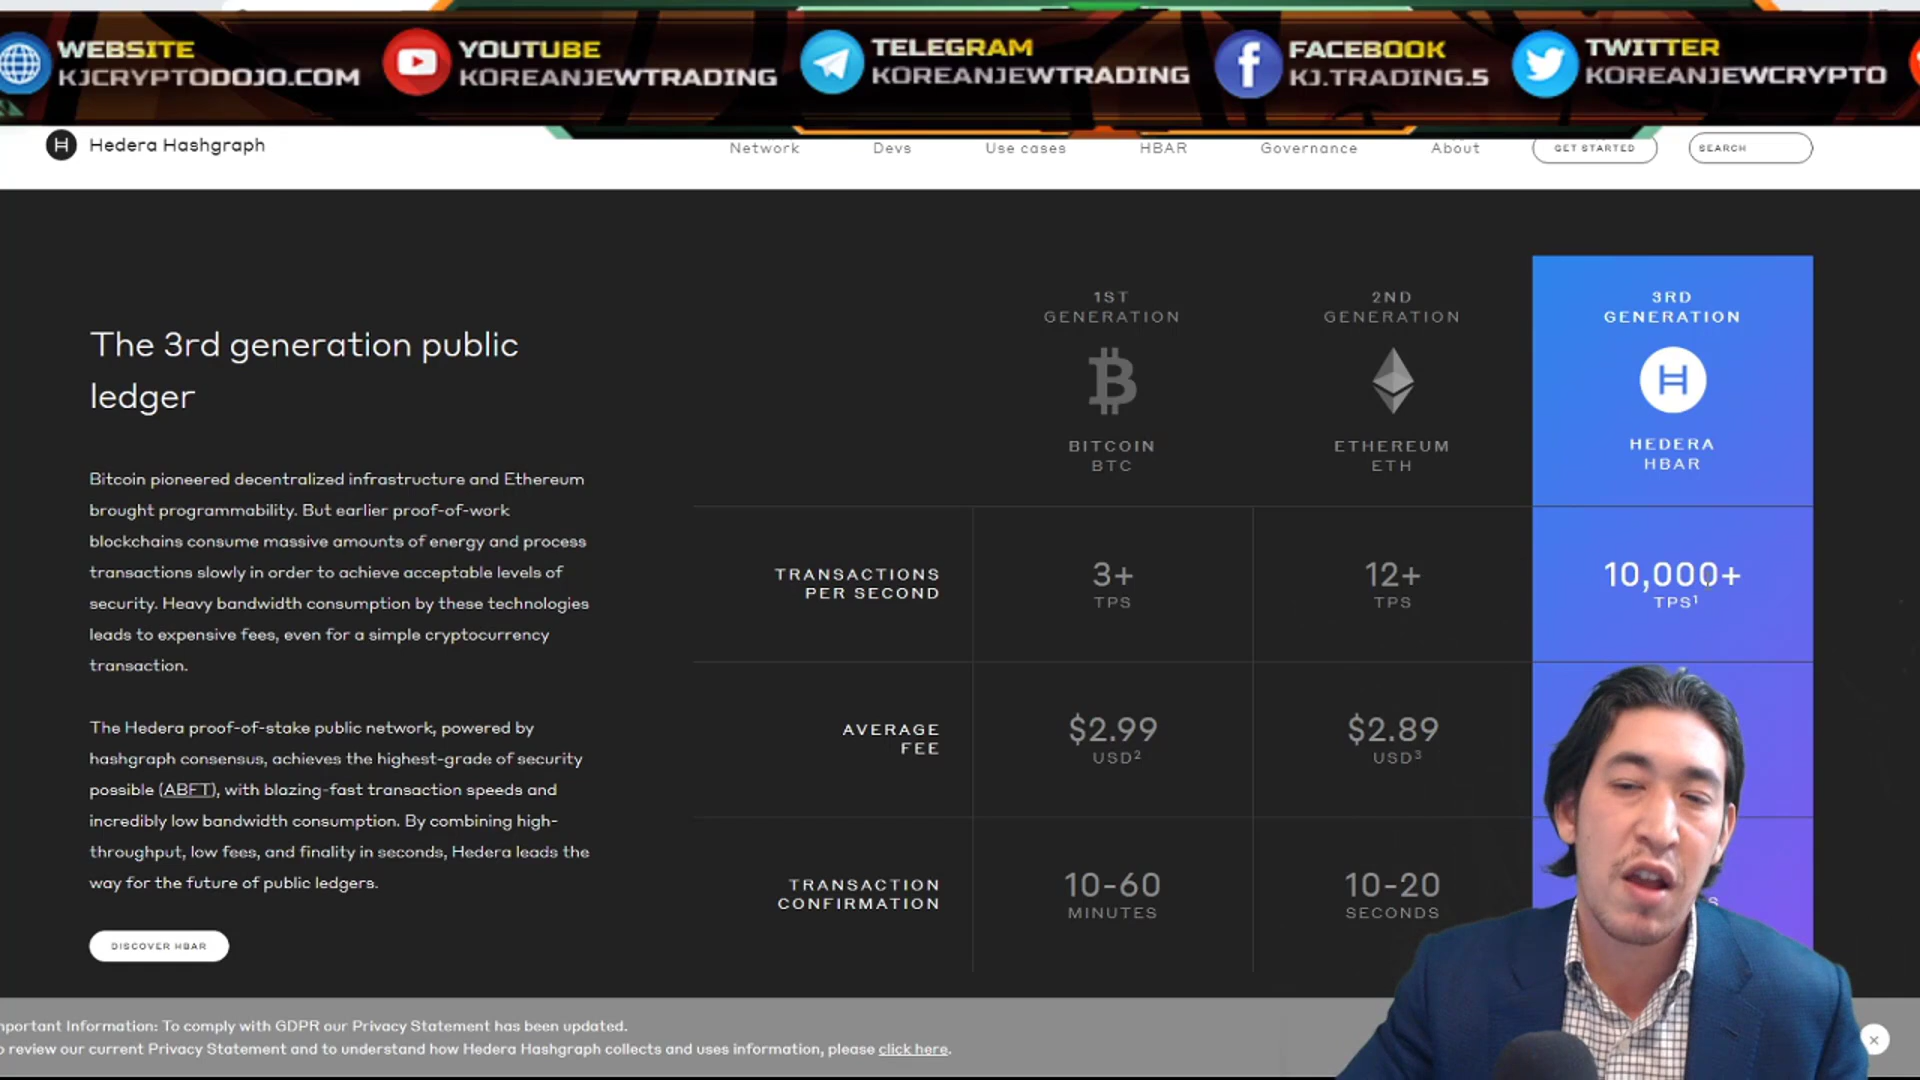 WEBSITE
KJCRYPTODOJO.COM
YOUTUBE
KOREANJEWTRADING
TELEGRAM
KOREANJEWTRADING
FACEBOOK
KJ.TRADING.5
TWITTER
KOREANJEWCRYPTO
Hedera Hashgraph
Network
Devs
Use cases
HBAR
Governance
About
GET STARTED
SEARCH
The 3rd generation public
ledger
Bitcoin pioneered decentralized infrastructure and Ethereum
brought programmability. But earlier proof-of-work
blockchains consume massive amounts of energy and process
transactions slowly in order to achieve acceptable levels of
security. Heavy bandwidth consumption by these technologies
leads to expensive fees, even for a simple cryptocurrency
transaction.
The Hedera proof-of-stake public network, powered by
hashgraph consensus, achieves the highest-grade of security
possible (ABFT), with blazing-fast transaction speeds and
incredibly low bandwidth consumption. By combining high-
throughput, low fees, and finality in seconds, Hedera leads the
way for the future of public ledgers.
DISCOVER HBAR
1ST
GENERATION
BITCOIN
BTC
2ND
GENERATION
ETHEREUM
ETH
3RD
GENERATION
H
HEDERA
HBAR
TRANSACTIONS
PER SECOND
3+
TPS
12+
TPS
10,000+
TPS¹
AVERAGE
FEE
$2.99
USD²
$2.89
USD³
TRANSACTION
CONFIRMATION
10-60
MINUTES
10-20
SECONDS
S
mportant Information: To comply with GDPR our Privacy Statement has been updated.
o review our current Privacy Statement and to understand how Hedera Hashgraph collects and uses information, please click here.